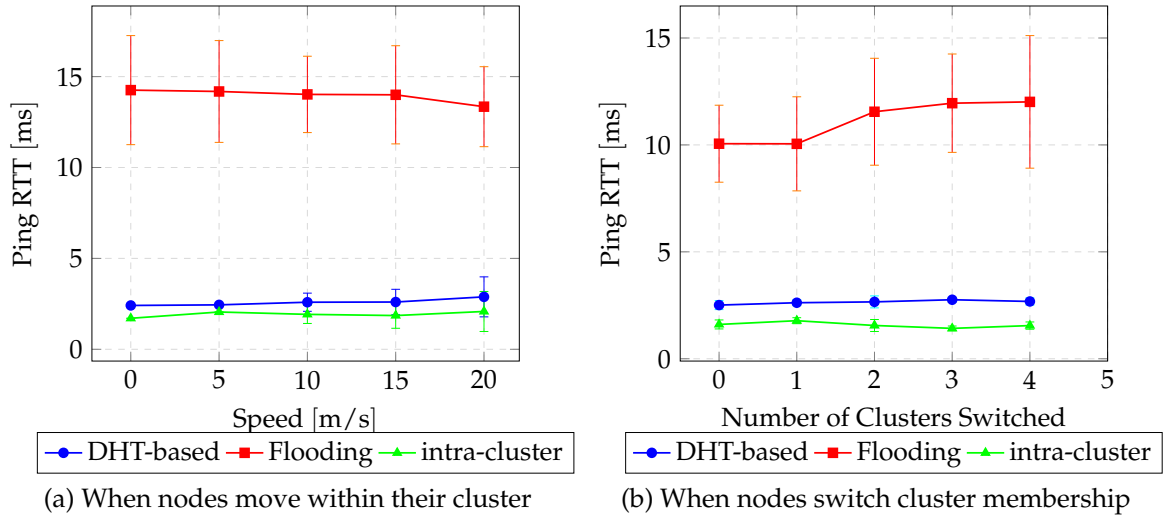 15
10
5
0
Ping RTT [ms]
0 5 10 15 20
Speed [m/s]
DHT-based Flooding intra-cluster
(a) When nodes move within their cluster
15
10
5
0
Ping RTT [ms]
0 1 2 3 4 5
Number of Clusters Switched
DHT-based Flooding intra-cluster
(b) When nodes switch cluster membership